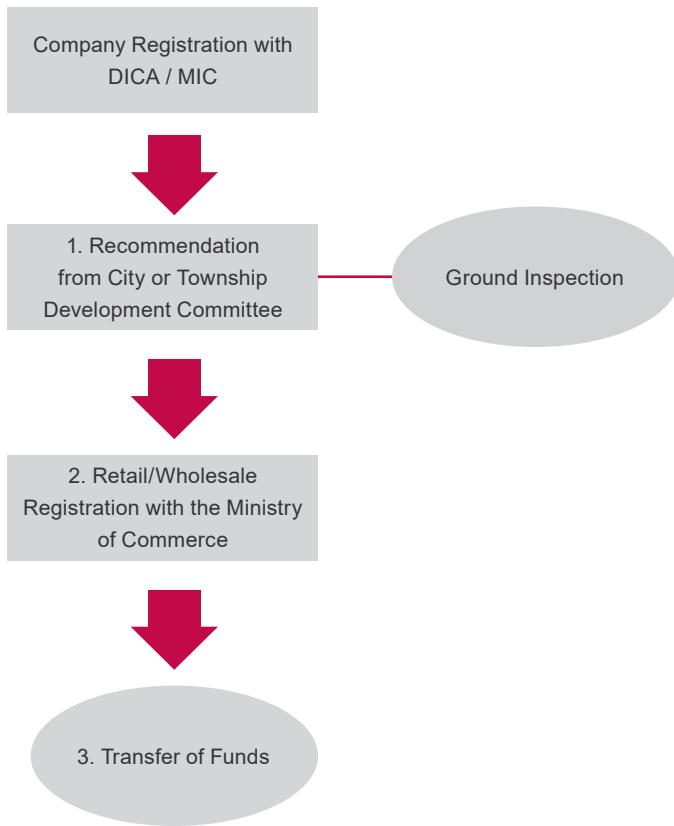 Company Registration with
DICA / MIC
1. Recommendation
from City or Township
Development Committee
Ground Inspection
2. Retail/Wholesale
Registration with the Ministry
of Commerce
3. Transfer of Funds